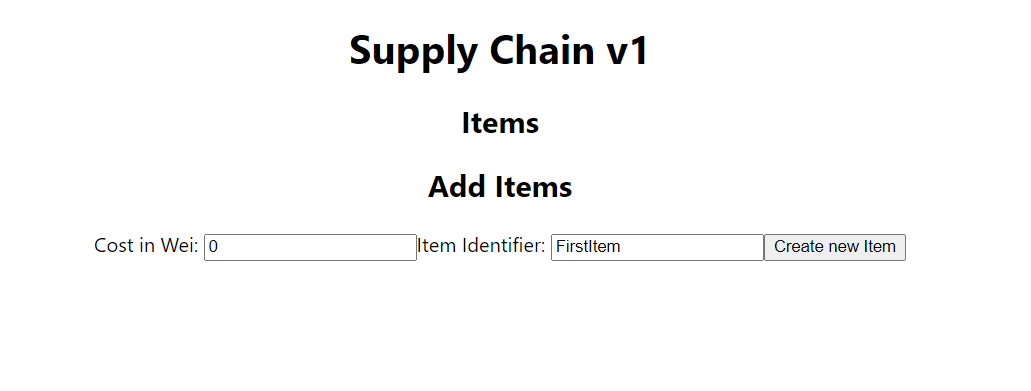 Supply Chain v1
Items
Add Items
Cost in Wei: 0 Item Identifier: FirstItem Create new Item